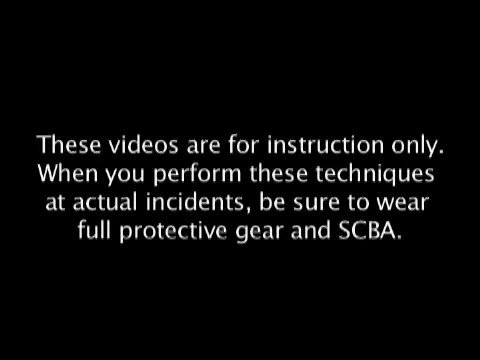 These videos are for instruction only.
When you perform these techniques
at actual incidents, be sure to wear
full protective gear and SCBA.